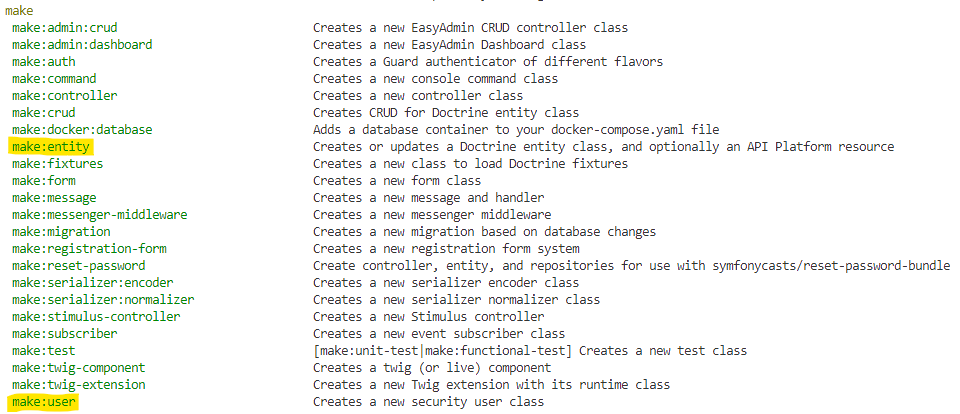 make
make:admin:crud Creates a new EasyAdmin CRUD controller class
make:admin:dashboard Creates a new EasyAdmin Dashboard class
make:auth Creates a Guard authenticator of different flavors
make:command Creates a new console command class
make:controller Creates a new controller class
make:crud Creates CRUD for Doctrine entity class
make:docker:database Adds a database container to your docker-compose.yaml file
make:entity Creates or updates a Doctrine entity class, and optionally an API Platform resource
make:fixtures Creates a new class to load Doctrine fixtures
make:form Creates a new form class
make:message Creates a new message and handler
make:messenger-middleware Creates a new messenger middleware
make:migration Creates a new migration based on database changes
make:registration-form Creates a new registration form system
make:reset-password Create controller, entity, and repositories for use with symfonycasts/reset-password-bundle
make:serializer:encoder Creates a new serializer encoder class
make:serializer:normalizer Creates a new serializer normalizer class
make:stimulus-controller Creates a new Stimulus controller
make:subscriber Creates a new event subscriber class
make:test [make:unit-test|make:functional-test] Creates a new test class
make:twig-component Creates a twig (or live) component
make:twig-extension Creates a new Twig extension with its runtime class
make:user Creates a new security user class